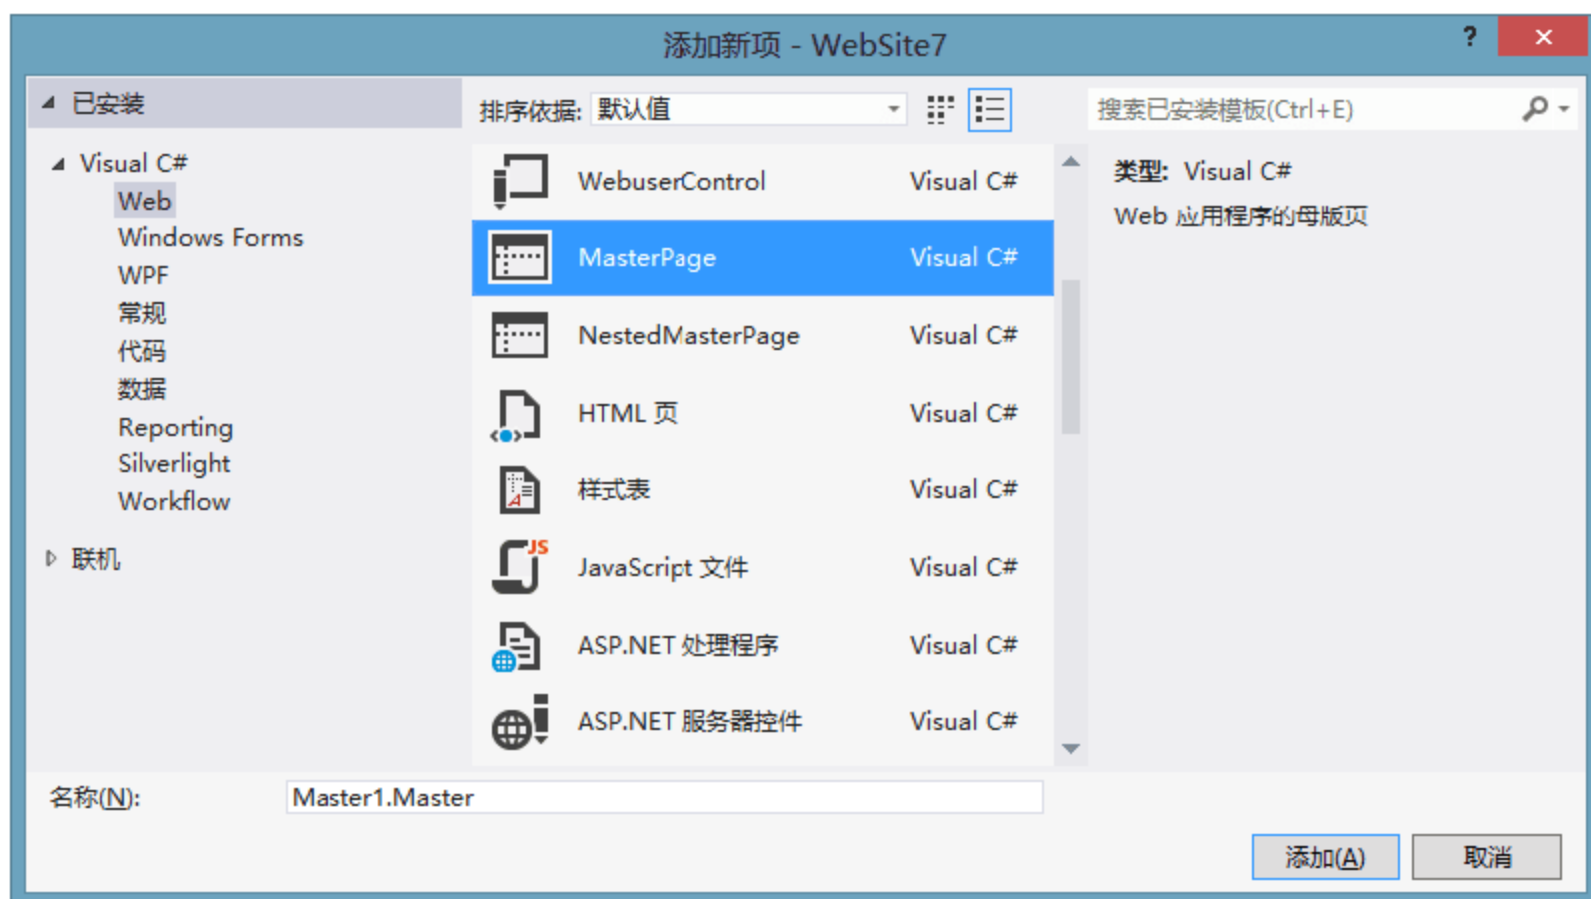 添加新项 - WebSite7
?
已安装
排序依据: 默认值
搜索已安装模板(Ctrl+E)
Visual C#
Web
Windows Forms
WPF
常规
代码
数据
Reporting
Silverlight
Workflow
联机
WebuserControl Visual C#
MasterPage Visual C#
NestedMasterPage Visual C#
HTML 页 Visual C#
样式表 Visual C#
JS
JavaScript 文件 Visual C#
ASP.NET 处理程序 Visual C#
ASP.NET 服务器控件 Visual C#
类型: Visual C#
Web 应用程序的母版页
名称(N): Master1.Master
添加(A) 取消